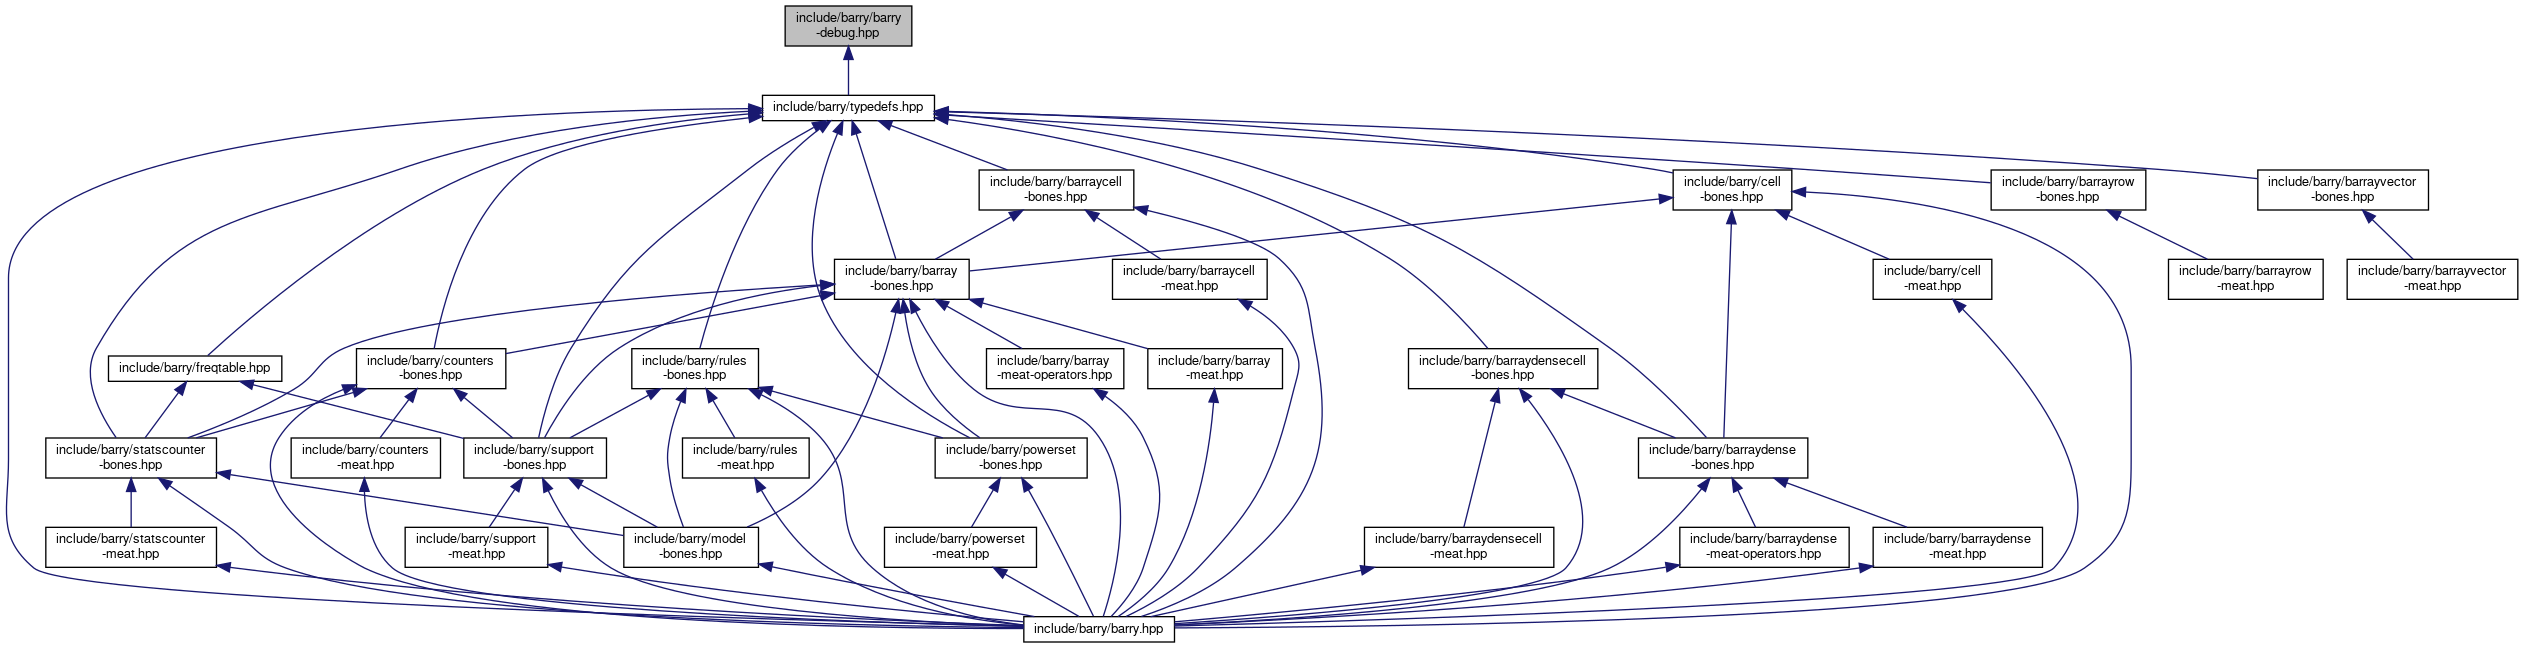 include/barry/barry
-debug.hpp
include/barry/typedefs.hpp
include/barry/barraycell
-bones.hpp
include/barry/cell
-bones.hpp
include/barry/barrayrow
-bones.hpp
include/barry/barrayvector
-bones.hpp
include/barry/barray
-bones.hpp
include/barry/barraycell
-meat.hpp
include/barry/cell
-meat.hpp
include/barry/barrayrow
-meat.hpp
include/barry/barrayvector
-meat.hpp
include/barry/freqtable.hpp
include/barry/counters
-bones.hpp
include/barry/rules
-bones.hpp
include/barry/barray
-meat-operators.hpp
include/barry/barray
-meat.hpp
include/barry/barraydensecell
-bones.hpp
include/barry/statscounter
-bones.hpp
include/barry/counters
-meat.hpp
include/barry/support
-bones.hpp
include/barry/rules
-meat.hpp
include/barry/powerset
-bones.hpp
include/barry/barraydense
-bones.hpp
include/barry/statscounter
-meat.hpp
include/barry/support
-meat.hpp
include/barry/model
-bones.hpp
include/barry/powerset
-meat.hpp
include/barry/barraydensecell
-meat.hpp
include/barry/barraydense
-meat-operators.hpp
include/barry/barraydense
-meat.hpp
include/barry/barry.hpp